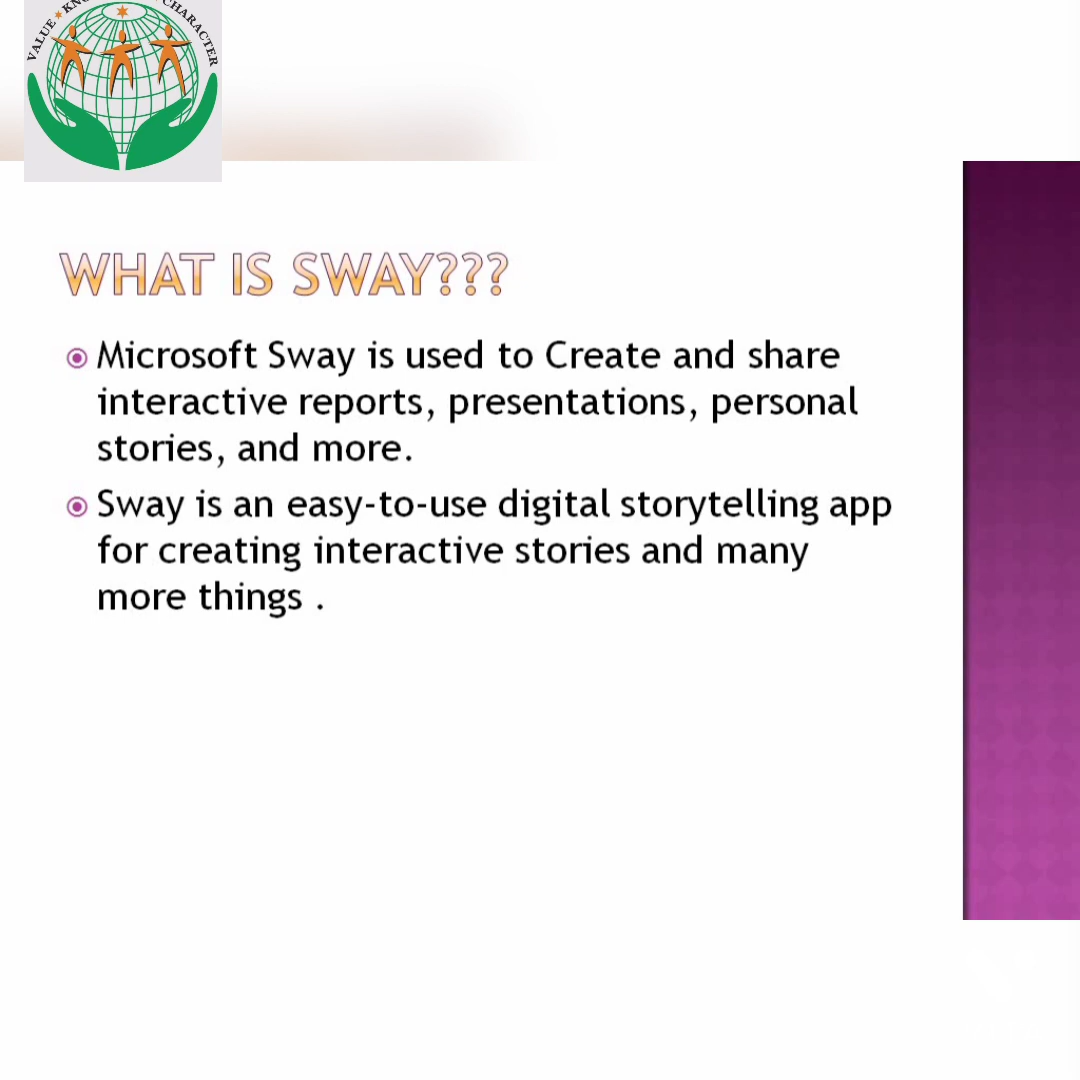 VALUE CHARACTER
WHAT IS SWAY???
Microsoft Sway is used to Create and share
interactive reports, presentations, personal
stories, and more.
Sway is an easy-to-use digital storytelling app
for creating interactive stories and many
more things .